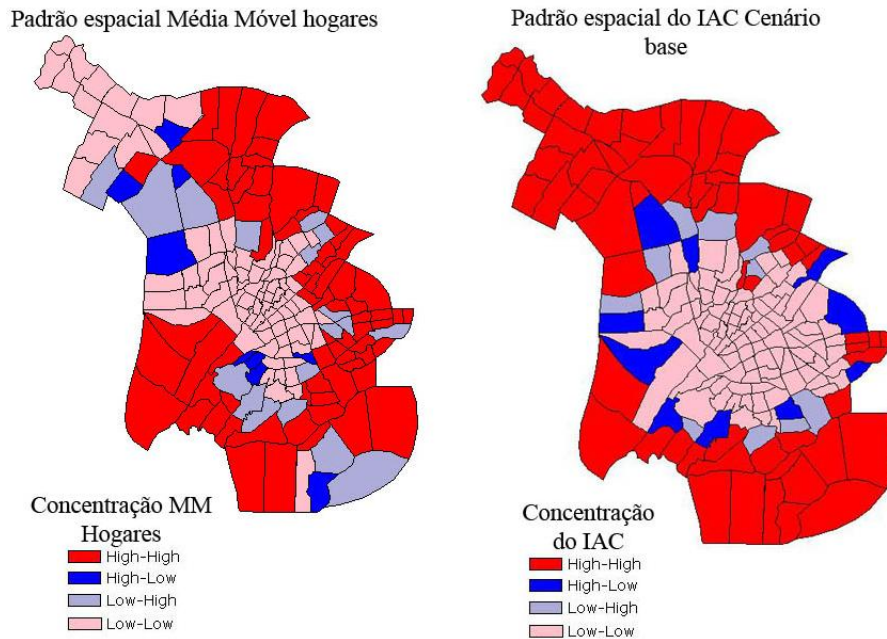 Padrão espacial Média Móvel hogares
Padrão espacial do IAC Cenário
base
Concentração MM
Hogares
High-High
High-Low
Low-High
Low-Low
Concentração
do IAC
High-High
High-Low
Low-High
Low-Low